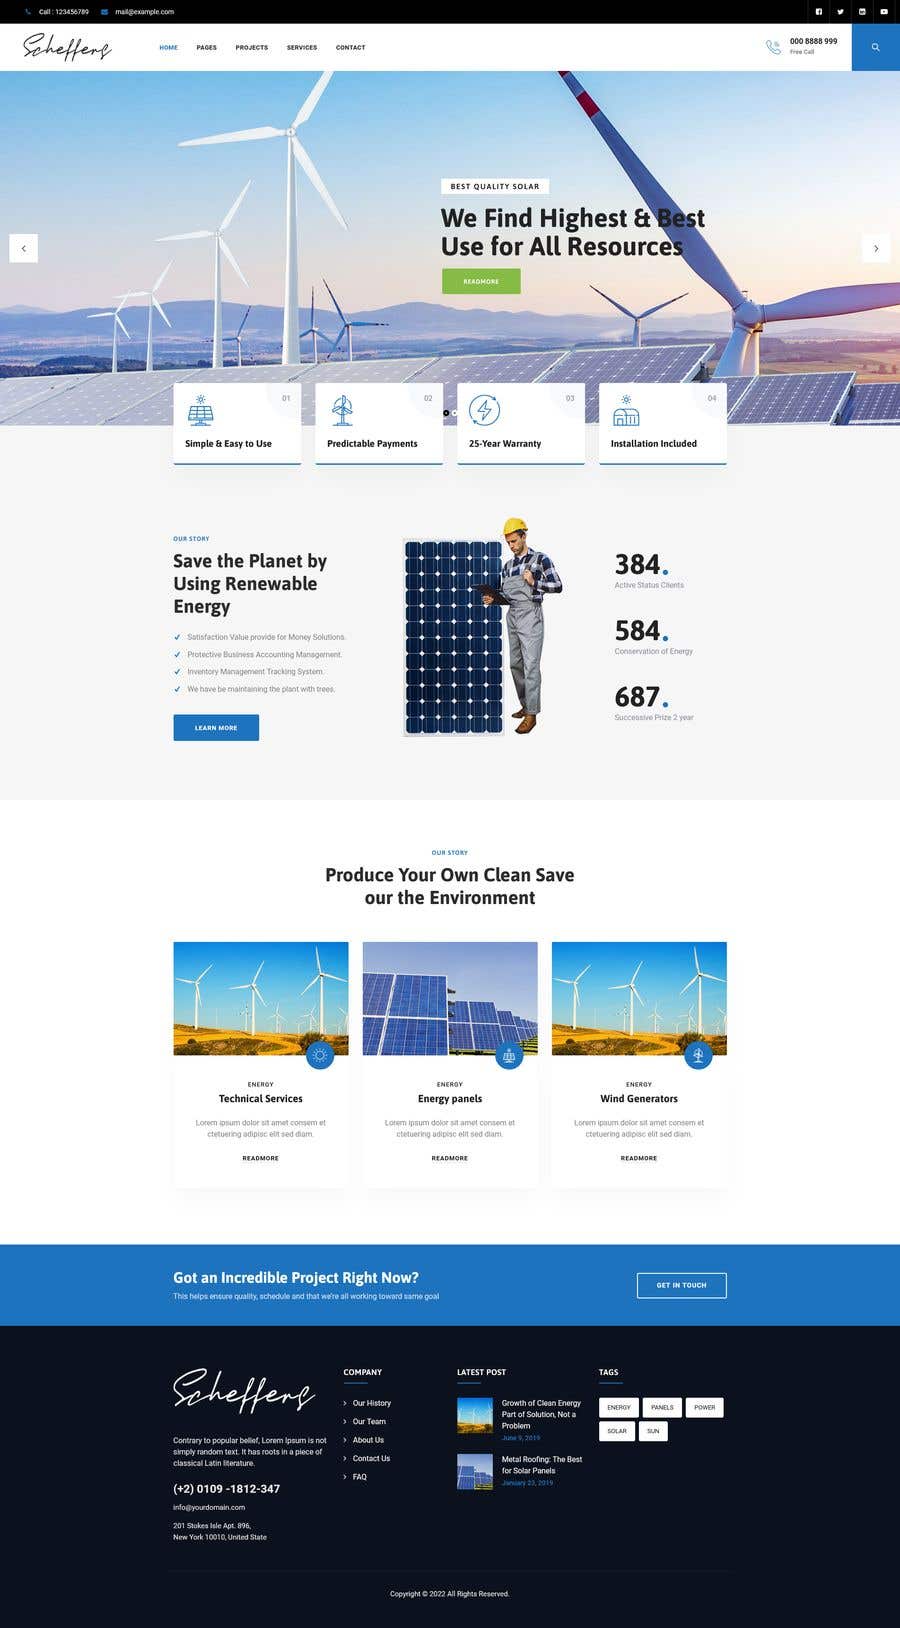 Call : 123456789
mail@example.com
Scheffers
HOME
PAGES
PROJECTS
SERVICES
CONTACT
000 8888 999
Free Call
BEST QUALITY SOLAR
We Find Highest & Best
Use for All Resources
READMORE
01
Simple & Easy to Use
02
Predictable Payments
03
25-Year Warranty
04
Installation Included
OUR STORY
Save the Planet by
Using Renewable
Energy
Satisfaction Value provide for Money Solutions.
Protective Business Accounting Management.
Inventory Management Tracking System.
We have be maintaining the plant with trees.
LEARN MORE
384.
Active Status Clients
584.
Conservation of Energy
687.
Successive Prize 2 year
OUR STORY
Produce Your Own Clean Save
our the Environment
ENERGY
Technical Services
Lorem ipsum dolor sit amet consem et
ctetuering adipisc elit sed diam.
READMORE
ENERGY
Energy panels
Lorem ipsum dolor sit amet consem et
ctetuering adipisc elit sed diam.
READMORE
ENERGY
Wind Generators
Lorem ipsum dolor sit amet consem et
ctetuering adipisc elit sed diam.
READMORE
Got an Incredible Project Right Now?
This helps ensure quality, schedule and that we're all working toward same goal
GET IN TOUCH
Scheffers
Contrary to popular belief, Lorem Ipsum is not
simply random text. It has roots in a piece of
classical Latin literature.
(+2) 0109 -1812-347
info@yourdomain.com
201 Stokes Isle Apt. 896,
New York 10010, United State
COMPANY
Our History
Our Team
About Us
Contact Us
FAQ
LATEST POST
Growth of Clean Energy
Part of Solution, Not a
Problem
June 9, 2019
Metal Roofing: The Best
for Solar Panels
January 23, 2019
TAGS
ENERGY
PANELS
POWER
SOLAR
SUN
Copyright © 2022 All Rights Reserved.